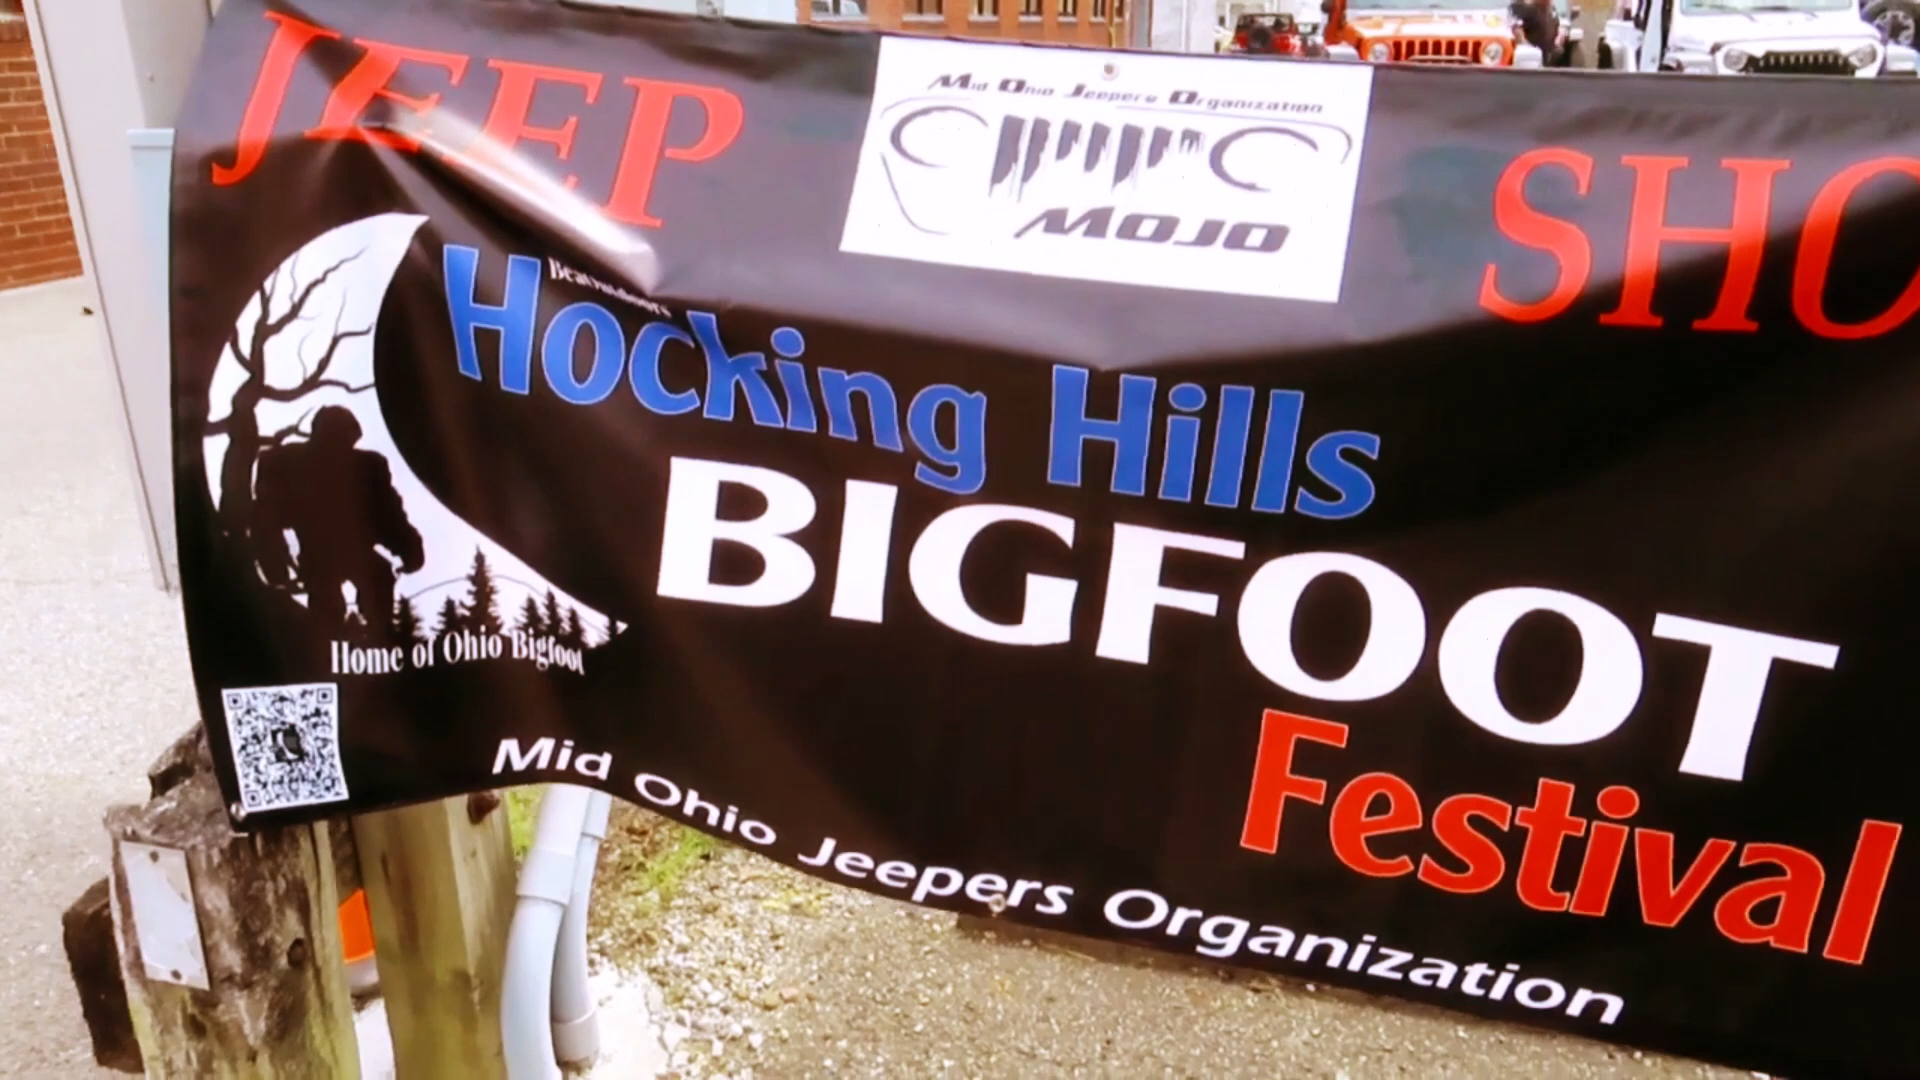 JEEP SHO
Mid Ohio Jeepers Organization
MOJO
BeatOutdoors
Hocking Hills
BIGFOOT
Festival
Home of Ohio Bigfoot
Mid Ohio Jeepers Organization